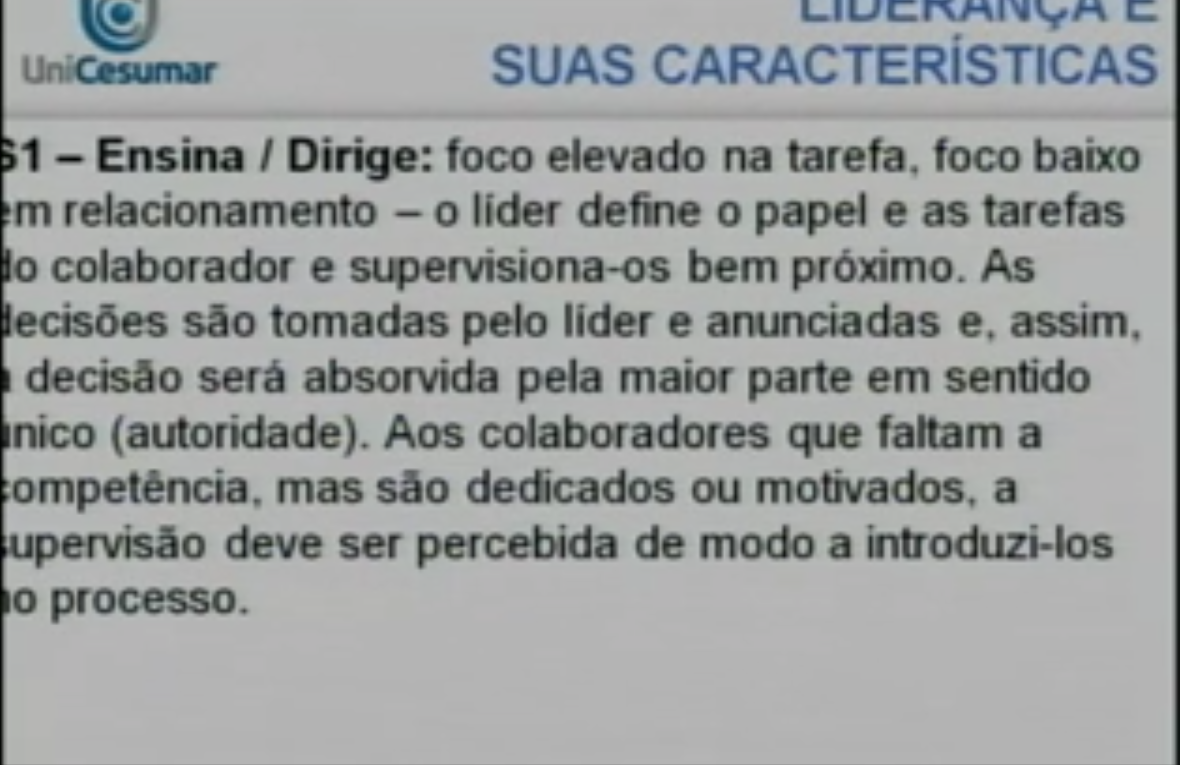 UniCesumar
LIDERANÇA E
SUAS CARACTERÍSTICAS
S1 – Ensina / Dirige: foco elevado na tarefa, foco baixo
em relacionamento – o líder define o papel e as tarefas
do colaborador e supervisiona-os bem próximo. As
decisões são tomadas pelo líder e anunciadas e, assim,
a decisão será absorvida pela maior parte em sentido
único (autoridade). Aos colaboradores que faltam a
competência, mas são dedicados ou motivados, a
supervisão deve ser percebida de modo a introduzi-los
no processo.